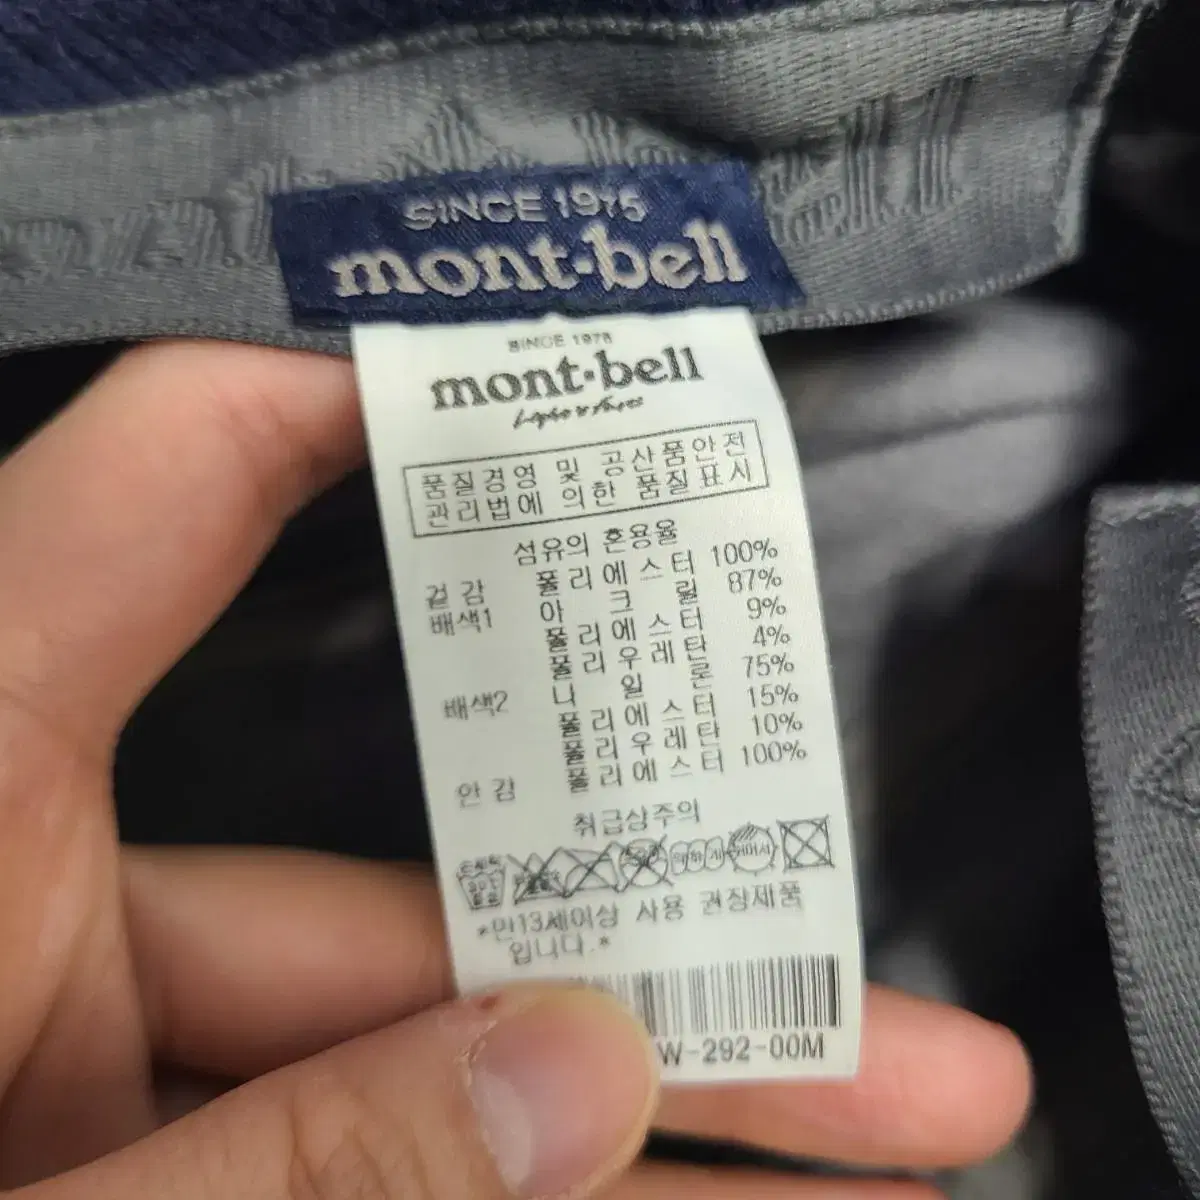 SINCE 1975
mont·bell
SINCE 1975
mont·bell
Light & Fast
품질경영 및 공산품안전
관리법에 의한 품질표시
섬유의 혼용율
겉감 폴리에스터 100%
배색1 아크릴 87%
폴리에스터 9%
폴리우레탄 4%
배색2 나일론 75%
폴리에스터 15%
폴리우레탄 10%
안감 폴리에스터 100%
취급상주의
*만13세이상 사용 권장제품
입니다.*
W-292-00M